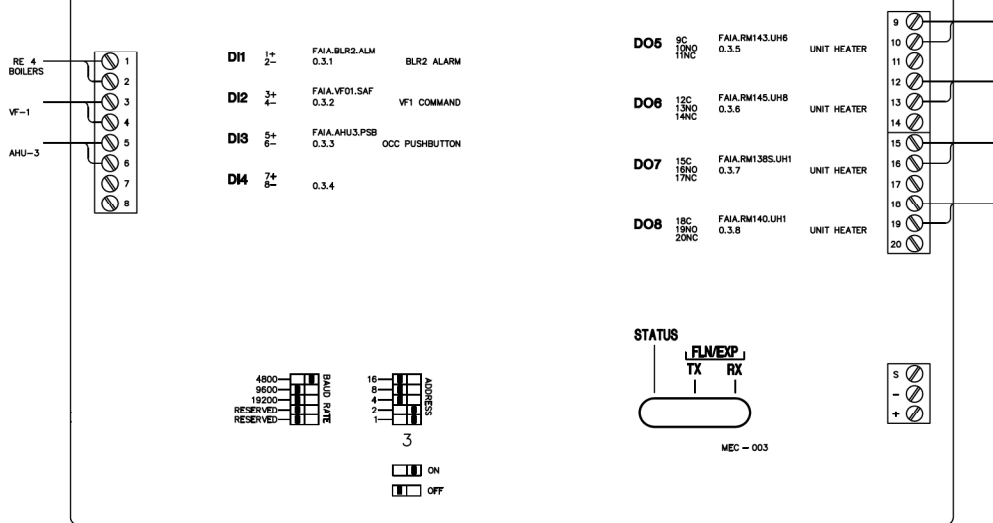 RE 4
BOILERS
VF-1
AHU-3
1
2
3
4
5
6
7
8
DI1 1+ FAIA.BLR2.ALM
2- 0.3.1 BLR2 ALARM
DI2 3+ FAIA.VF01.SAF
4- 0.3.2 VF1 COMMAND
DI3 5+ FAIA.AHU3.PSB
6- 0.3.3 OCC PUSHBUTTON
DI4 7+
8- 0.3.4
DO5 9C FAIA.RM143.UH6
10NO 0.3.5 UNIT HEATER
11NC
DO6 12C FAIA.RM145.UH8
13NO 0.3.6 UNIT HEATER
14NC
DO7 15C FAIA.RM138S.UH1
16NO 0.3.7 UNIT HEATER
17NC
DO8 18C FAIA.RM140.UH1
19NO 0.3.8 UNIT HEATER
20NC
9
10
11
12
13
14
15
16
17
18
19
20
4800
9600
19200
RESERVED
RESERVED
BAUD RATE
16
8
4
2
1
ADDRESS
3
ON
OFF
STATUS
FLN/EXP
TX RX
MEC - 003
S
-
+